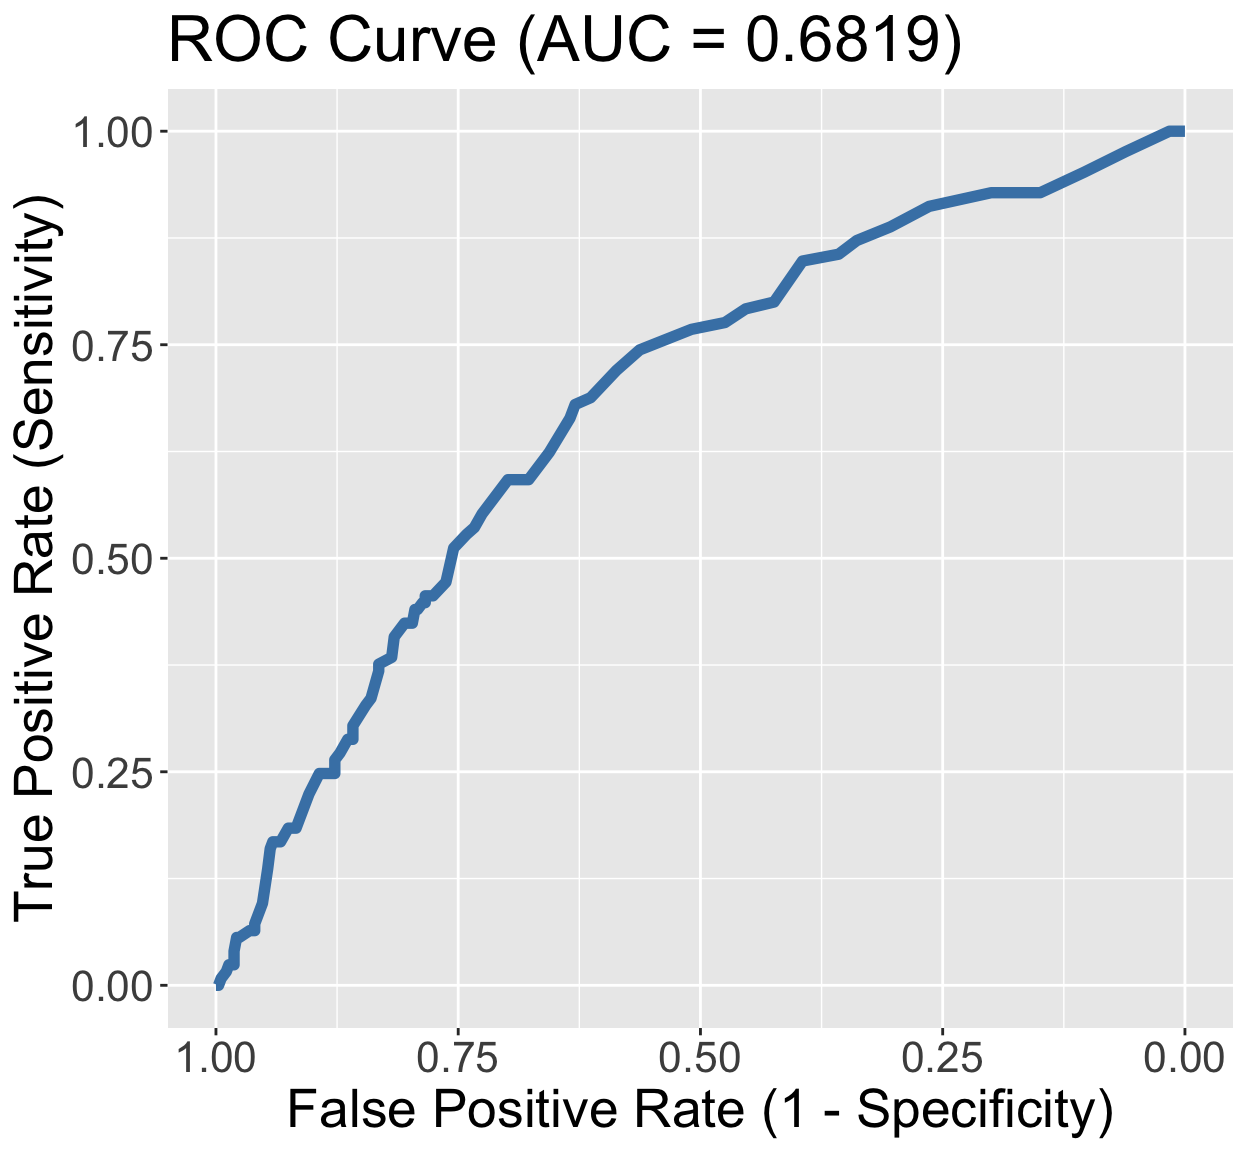 ROC Curve (AUC = 0.6819)
True Positive Rate (Sensitivity)
1.00
0.75
0.50
0.25
0.00
1.00 0.75 0.50 0.25 0.00
False Positive Rate (1 - Specificity)